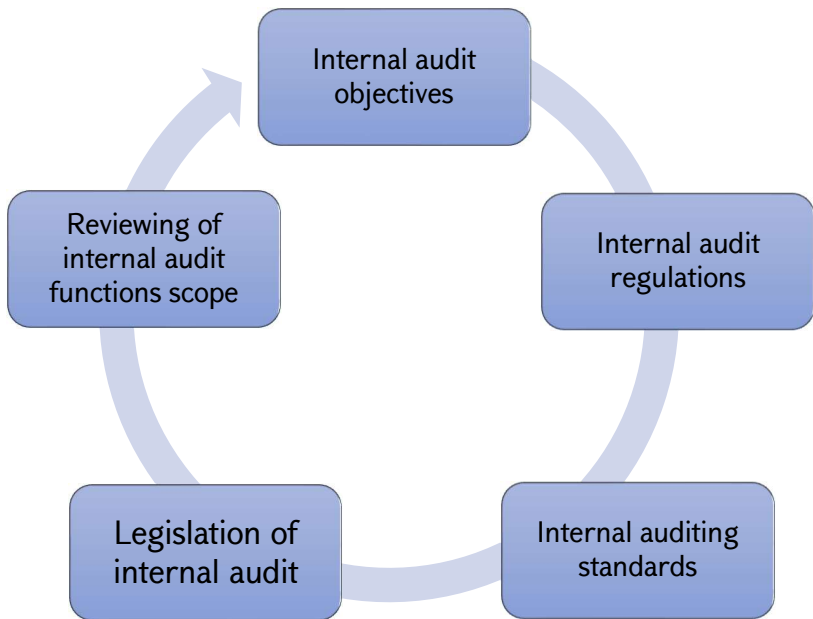 Internal audit
objectives
Internal audit
regulations
Internal auditing
standards
Legislation of
internal audit
Reviewing of
internal audit
functions scope